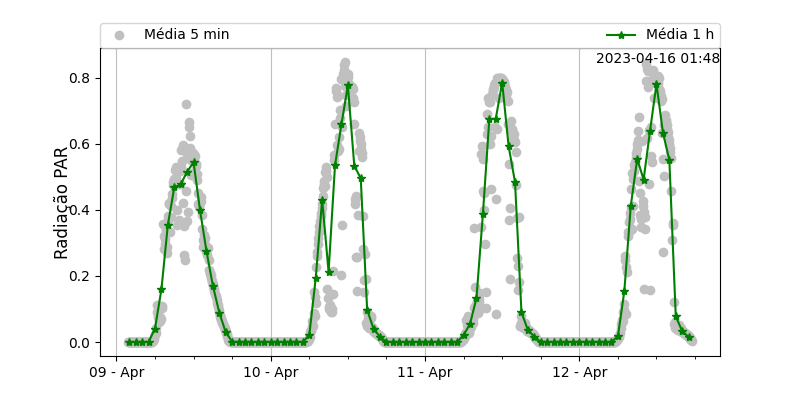 Média 5 min
Média 1 h
2023-04-16 01:48
Radiação PAR
0.8
0.6
0.4
0.2
0.0
09 - Apr
10 - Apr
11 - Apr
12 - Apr